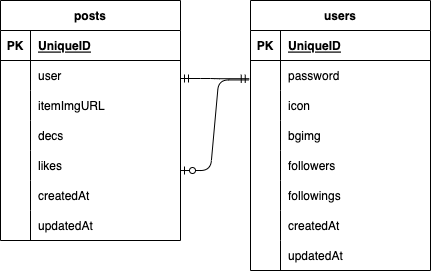 posts
PK UniqueID
user
itemImgURL
decs
likes
createdAt
updatedAt
users
PK UniqueID
password
icon
bgimg
followers
followings
createdAt
updatedAt